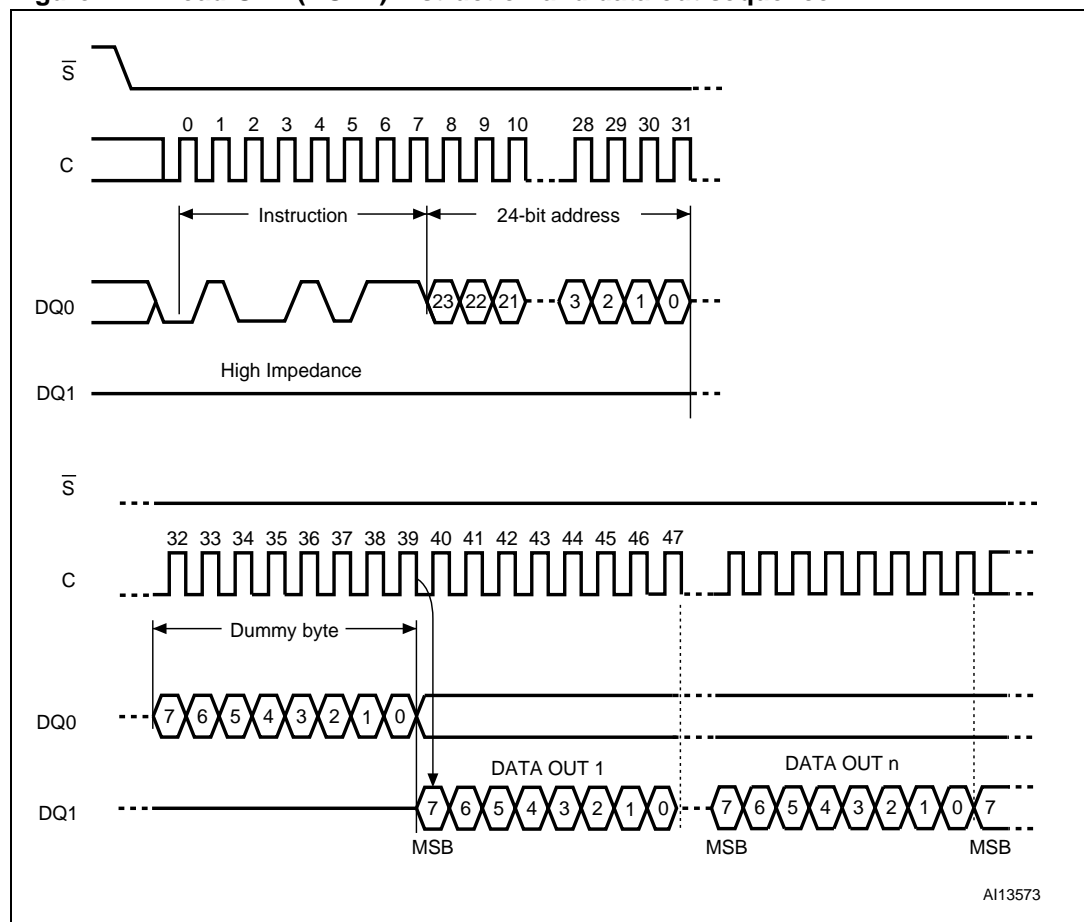 S
0 1 2 3 4 5 6 7 8 9 10 28 29 30 31
C
Instruction 24-bit address
DQ0 23 22 21 3 2 1 0
High Impedance
DQ1
S
32 33 34 35 36 37 38 39 40 41 42 43 44 45 46 47
C
Dummy byte
DQ0 7 6 5 4 3 2 1 0
DATA OUT 1 DATA OUT n
DQ1 7 6 5 4 3 2 1 0 7 6 5 4 3 2 1 0 7
MSB MSB MSB
AI13573